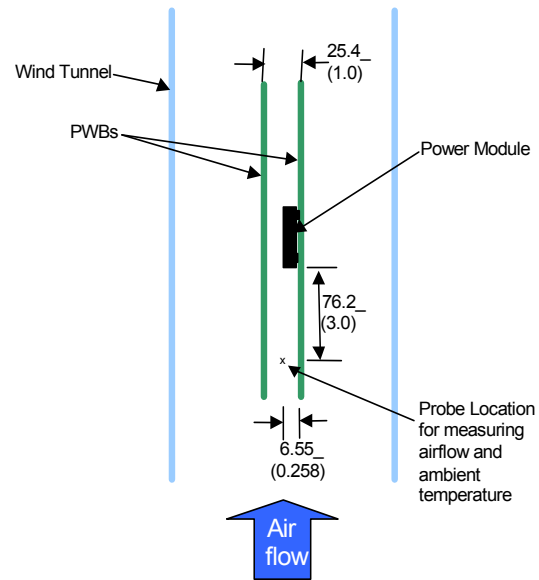 25.4_
(1.0)
Wind Tunnel
PWBs
Power Module
76.2_
(3.0)
x
Probe Location
for measuring
airflow and
ambient
temperature
6.55_
(0.258)
Air
flow